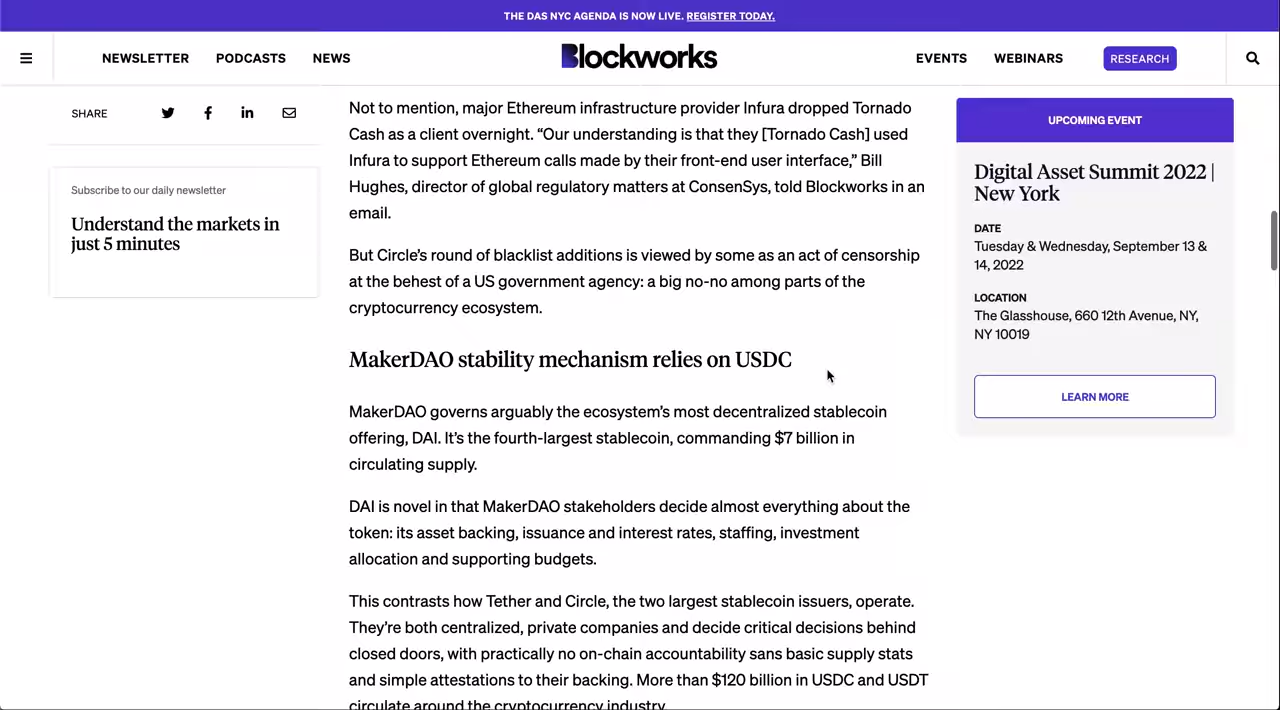 THE DAS NYC AGENDA IS NOW LIVE. REGISTER TODAY.
NEWSLETTER PODCASTS NEWS Blockworks EVENTS WEBINARS RESEARCH
SHARE
Subscribe to our daily newsletter
Understand the markets in
just 5 minutes
Not to mention, major Ethereum infrastructure provider Infura dropped Tornado
Cash as a client overnight. “Our understanding is that they [Tornado Cash] used
Infura to support Ethereum calls made by their front-end user interface,” Bill
Hughes, director of global regulatory matters at ConsenSys, told Blockworks in an
email.
But Circle’s round of blacklist additions is viewed by some as an act of censorship
at the behest of a US government agency: a big no-no among parts of the
cryptocurrency ecosystem.
MakerDAO stability mechanism relies on USDC
MakerDAO governs arguably the ecosystem’s most decentralized stablecoin
offering, DAI. It’s the fourth-largest stablecoin, commanding $7 billion in
circulating supply.
DAI is novel in that MakerDAO stakeholders decide almost everything about the
token: its asset backing, issuance and interest rates, staffing, investment
allocation and supporting budgets.
This contrasts how Tether and Circle, the two largest stablecoin issuers, operate.
They’re both centralized, private companies and decide critical decisions behind
closed doors, with practically no on-chain accountability sans basic supply stats
and simple attestations to their backing. More than $120 billion in USDC and USDT
circulate around the cryptocurrency industry.
UPCOMING EVENT
Digital Asset Summit 2022 |
New York
DATE
Tuesday & Wednesday, September 13 &
14, 2022
LOCATION
The Glasshouse, 660 12th Avenue, NY,
NY 10019
LEARN MORE